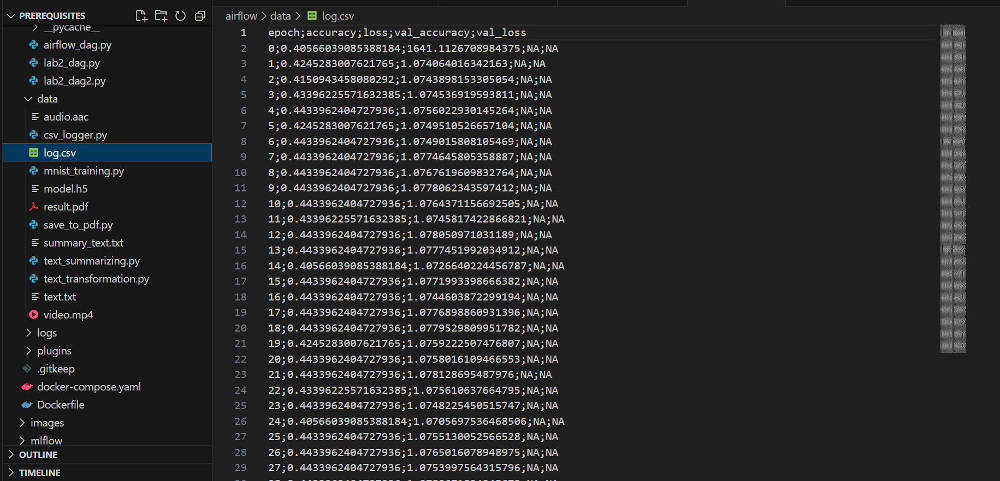 PREREQUISITES
__pycache__
airflow_dag.py
lab2_dag.py
lab2_dag2.py
data
audio.aac
csv_logger.py
log.csv
mnist_training.py
model.h5
result.pdf
save_to_pdf.py
summary_text.txt
text_summarizing.py
text_transformation.py
text.txt
video.mp4
logs
plugins
.gitkeep
docker-compose.yaml
Dockerfile
images
mlflow
OUTLINE
TIMELINE
airflow > data > log.csv
1 epoch;accuracy;loss;val_accuracy;val_loss
2 0;0.40566039085388184;1641.1126708984375;NA;NA
3 1;0.4245283007621765;1.074064016342163;NA;NA
4 2;0.4150943458080292;1.0743898153305054;NA;NA
5 3;0.43396225571632385;1.074536919593811;NA;NA
6 4;0.4433962404727936;1.0756022930145264;NA;NA
7 5;0.4245283007621765;1.0749510526657104;NA;NA
8 6;0.4433962404727936;1.0749015808105469;NA;NA
9 7;0.4433962404727936;1.0774645805358887;NA;NA
10 8;0.4433962404727936;1.0767619609832764;NA;NA
11 9;0.4433962404727936;1.0778062343597412;NA;NA
12 10;0.4433962404727936;1.0764371156692505;NA;NA
13 11;0.43396225571632385;1.0745817422866821;NA;NA
14 12;0.4433962404727936;1.078050971031189;NA;NA
15 13;0.4433962404727936;1.0777451992034912;NA;NA
16 14;0.40566039085388184;1.0726640224456787;NA;NA
17 15;0.4433962404727936;1.0771993398666382;NA;NA
18 16;0.4433962404727936;1.0744603872299194;NA;NA
19 17;0.4433962404727936;1.0776898860931396;NA;NA
20 18;0.4433962404727936;1.0779529809951782;NA;NA
21 19;0.4245283007621765;1.0759222507476807;NA;NA
22 20;0.4433962404727936;1.0758016109466553;NA;NA
23 21;0.4433962404727936;1.078128695487976;NA;NA
24 22;0.43396225571632385;1.075610637664795;NA;NA
25 23;0.4433962404727936;1.0748225450515747;NA;NA
26 24;0.40566039085388184;1.0705697536468506;NA;NA
27 25;0.4433962404727936;1.0755130052566528;NA;NA
28 26;0.4433962404727936;1.0765016078948975;NA;NA
29 27;0.4433962404727936;1.0753997564315796;NA;NA